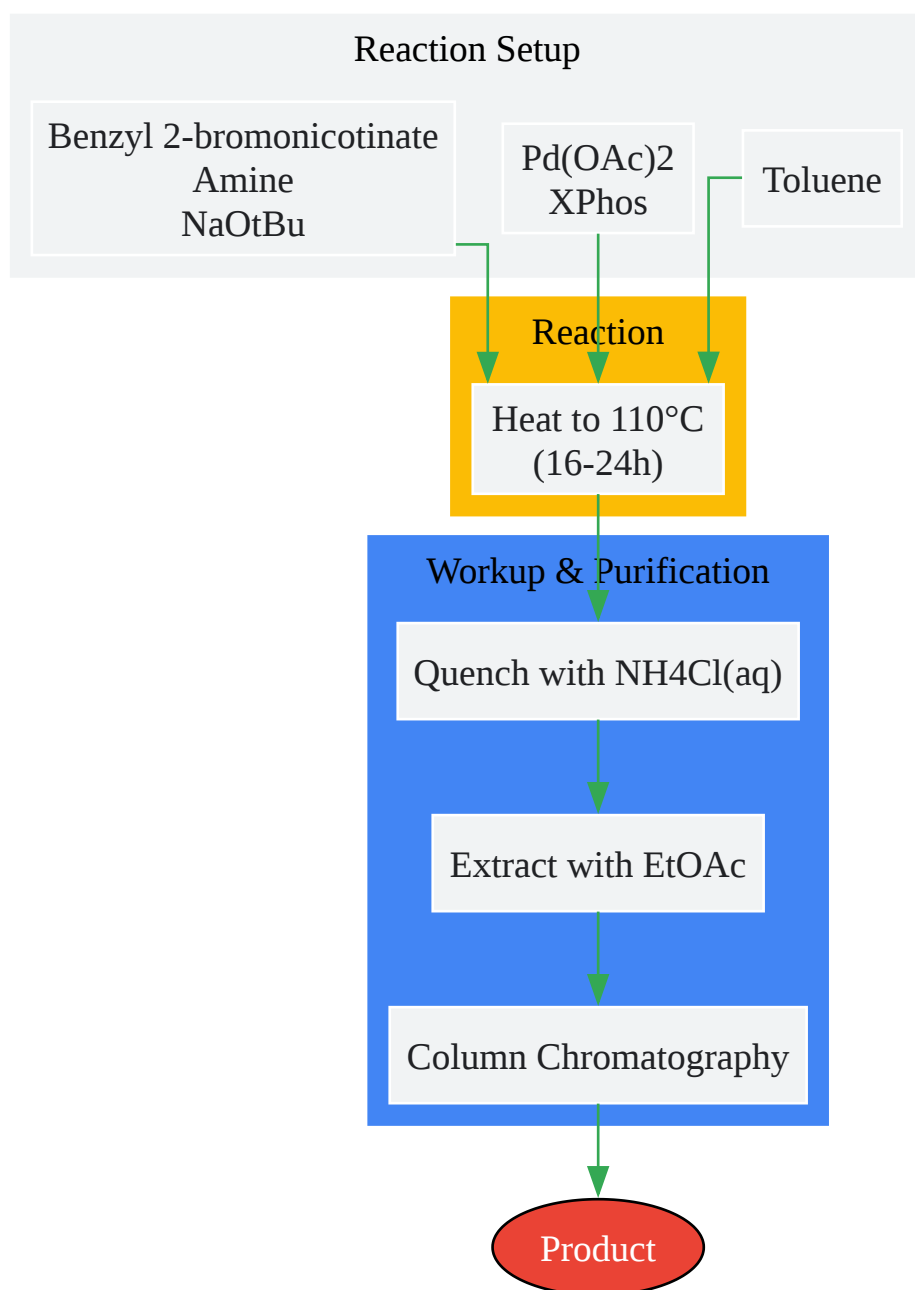 Reaction Setup
Benzyl 2-bromonicotinate
Amine
NaOtBu
Pd(OAc)2
XPhos
Toluene
Reaction
Heat to 110°C
(16-24h)
Workup & Purification
Quench with NH4Cl(aq)
Extract with EtOAc
Column Chromatography
Product